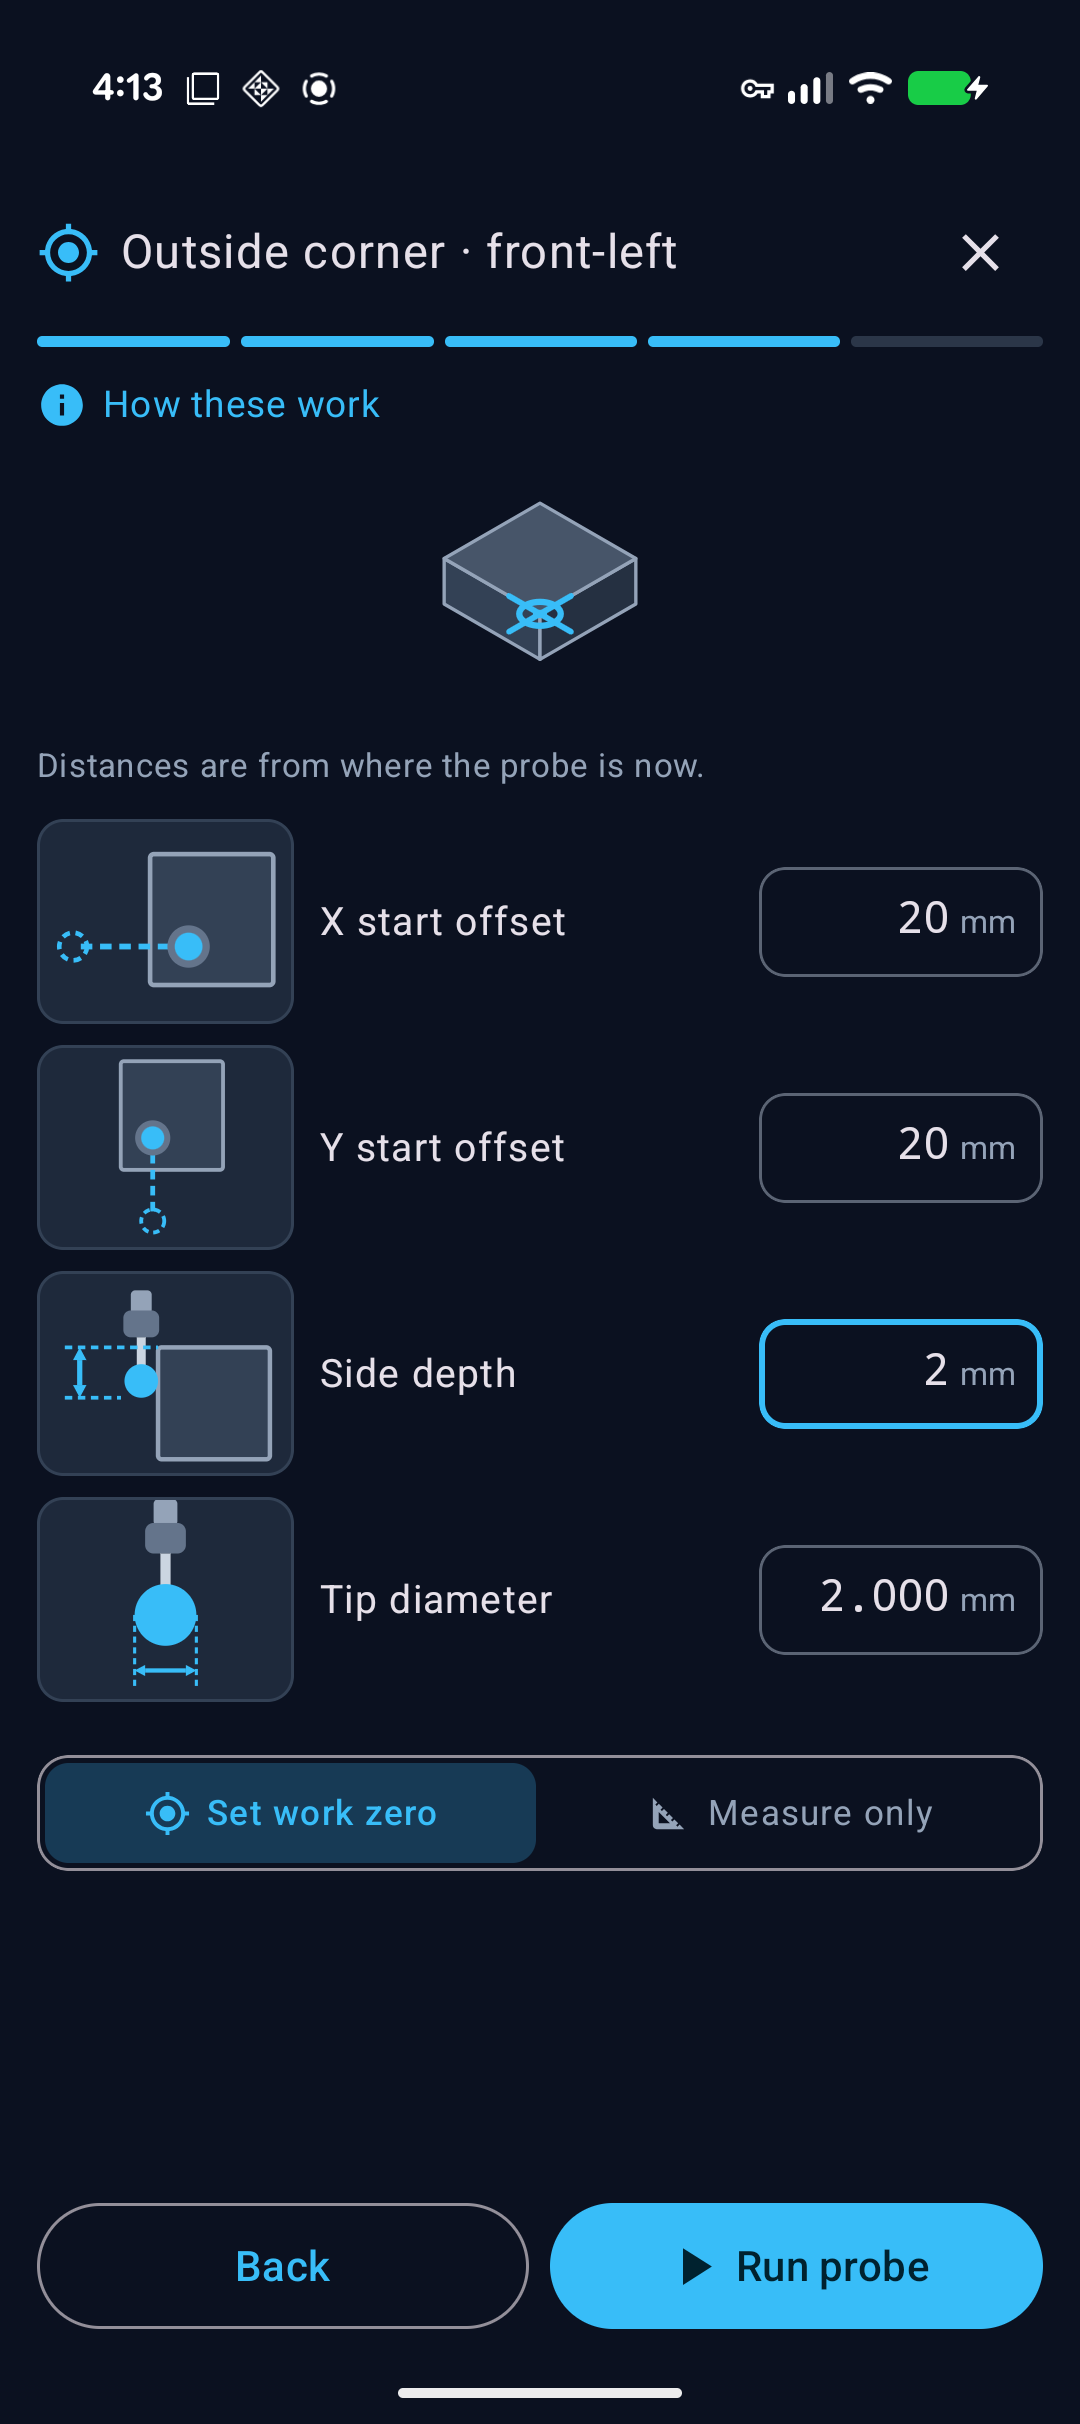 4:13
Outside corner · front-left
How these work
Distances are from where the probe is now.
X start offset
20 mm
Y start offset
20 mm
Side depth
2 mm
Tip diameter
2.000 mm
Set work zero
Measure only
Back
Run probe